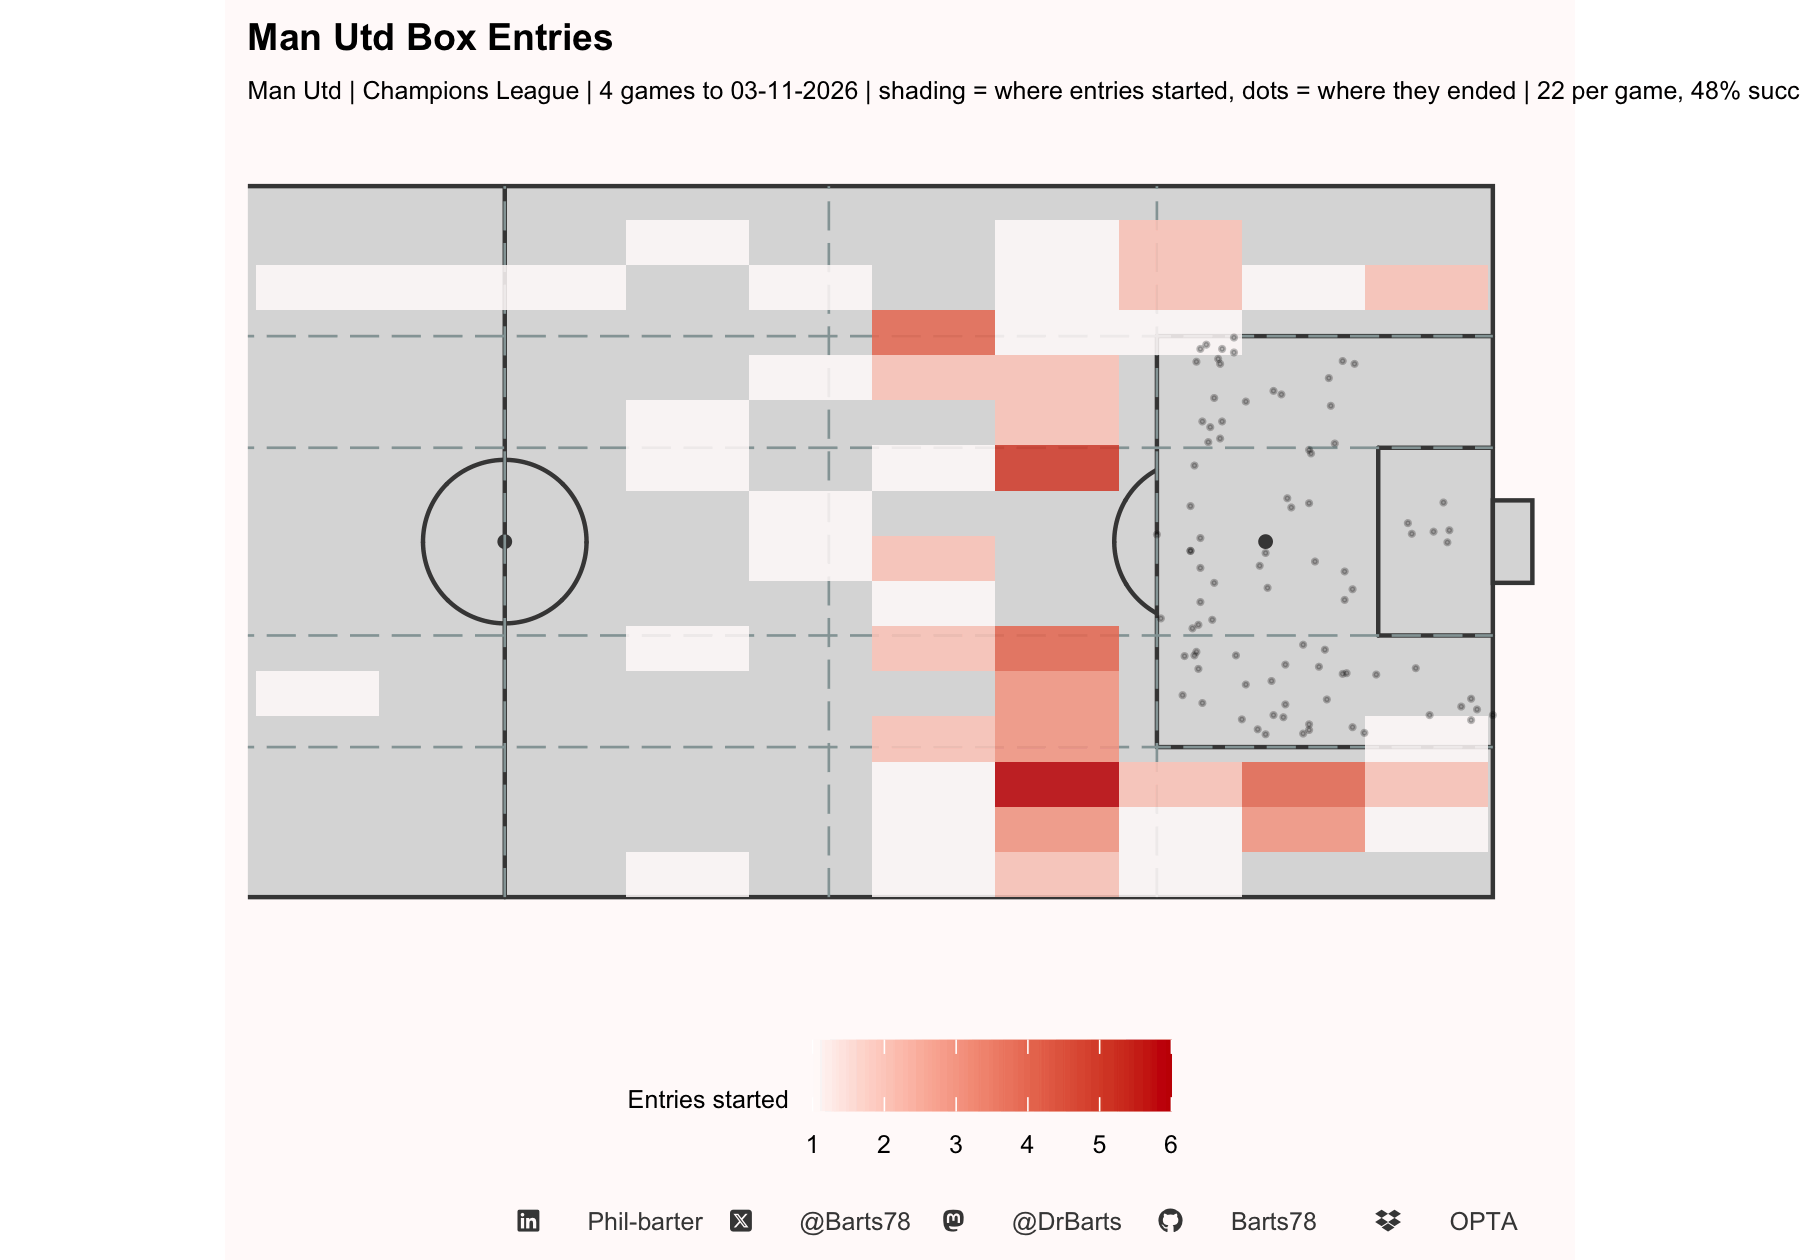 Man Utd Box Entries
Man Utd | Champions League | 4 games to 03-11-2026 | shading = where entries started, dots = where they ended | 22 per game, 48% succ
Entries started
1 2 3 4 5 6
Phil-barter @Barts78 @DrBarts Barts78 OPTA